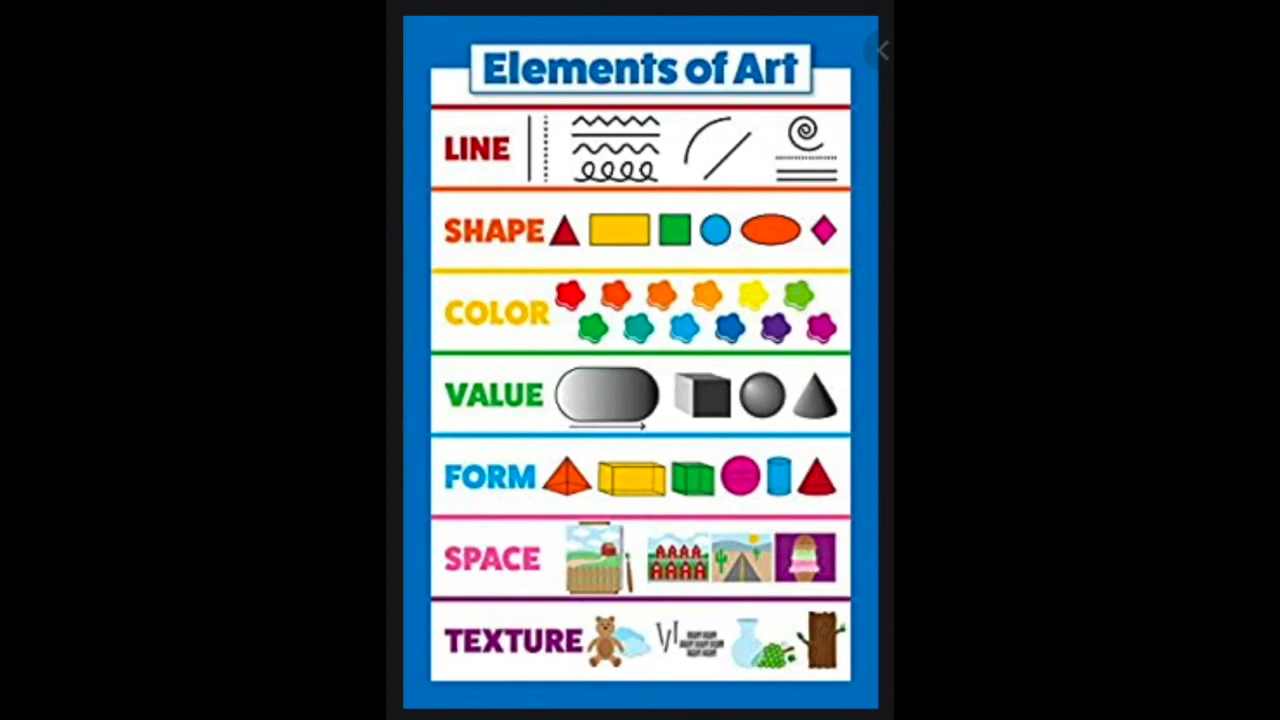 Elements of Art
LINE
SHAPE
COLOR
VALUE
FORM
SPACE
TEXTURE